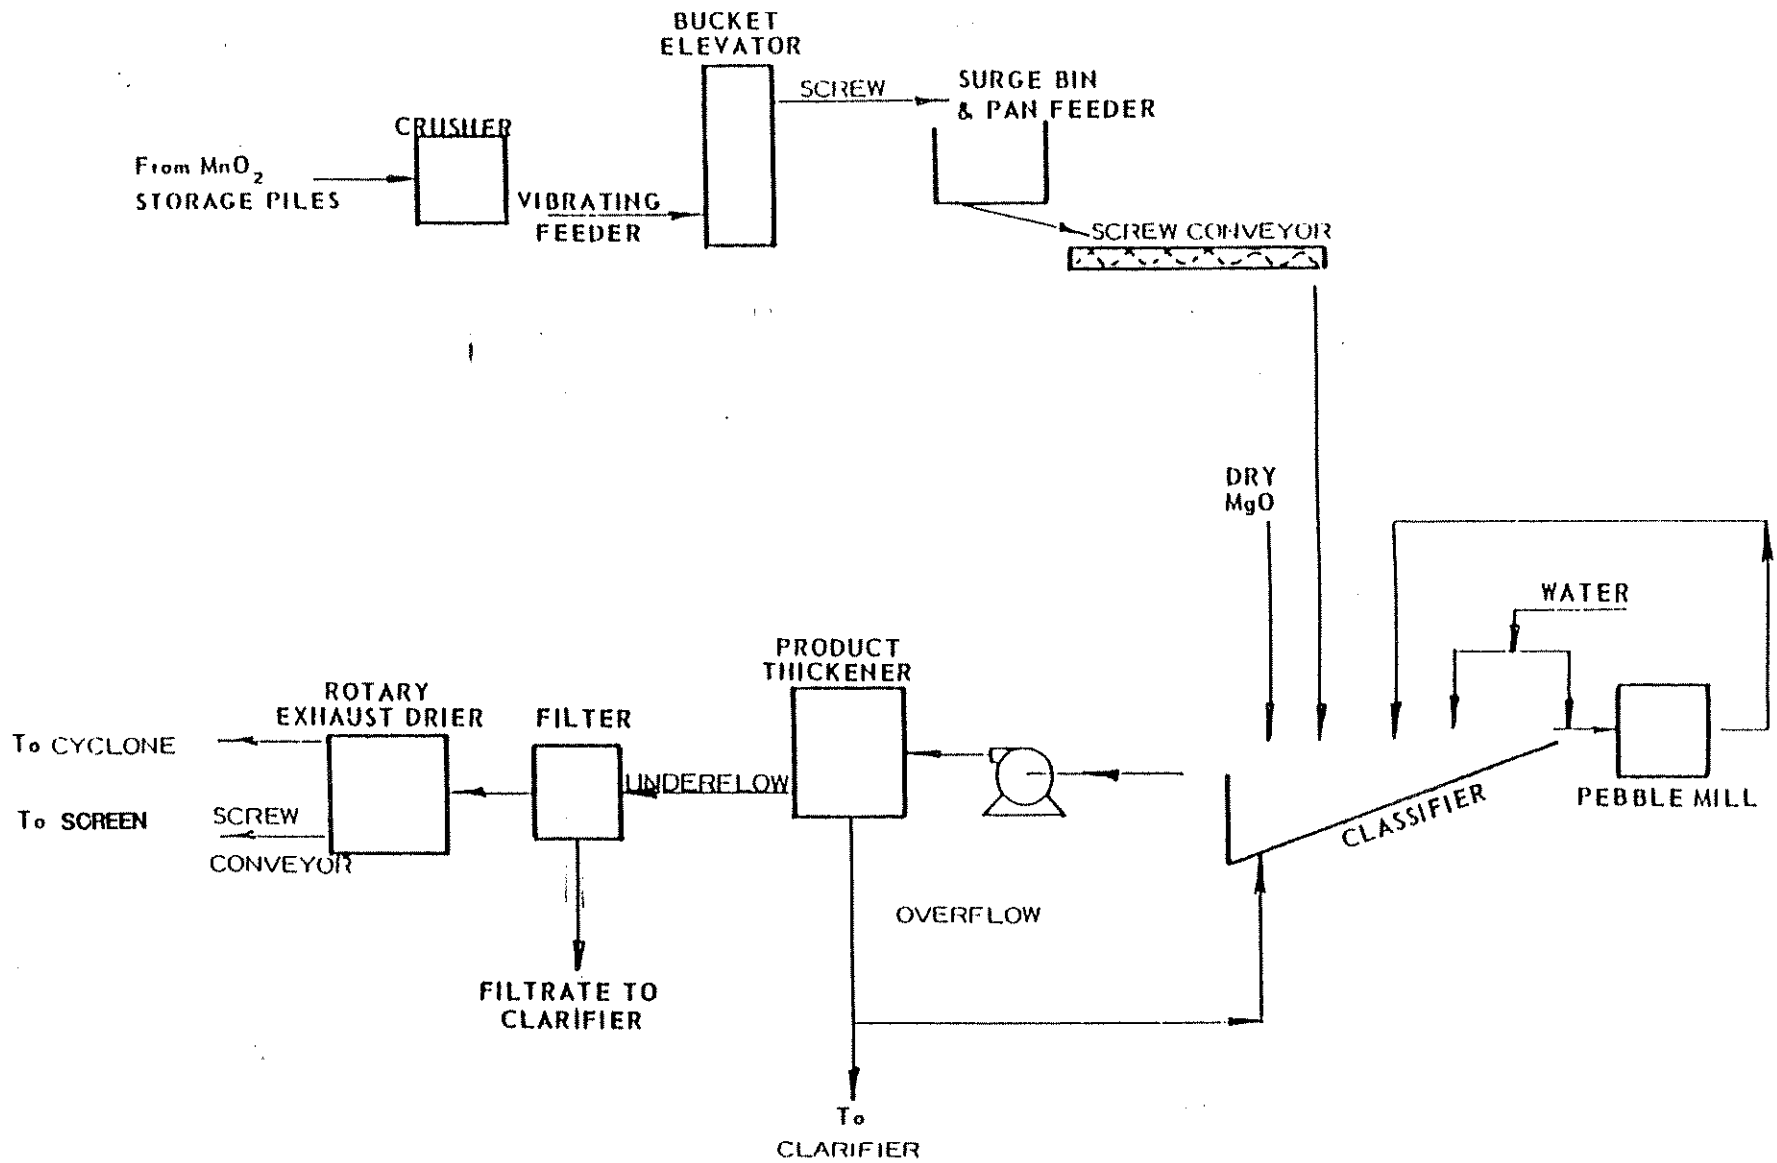 BUCKET
ELEVATOR
SCREW
SURGE BIN
& PAN FEEDER
CRUSHER
From MnO2
STORAGE PILES
VIBRATING
FEEDER
SCREW CONVEYOR
DRY
MgO
WATER
PRODUCT
THICKENER
ROTARY
EXHAUST DRIER
FILTER
To CYCLONE
UNDERFLOW
PEBBLE MILL
CLASSIFIER
To SCREEN
SCREW
CONVEYOR
OVERFLOW
FILTRATE TO
CLARIFIER
To
CLARIFIER